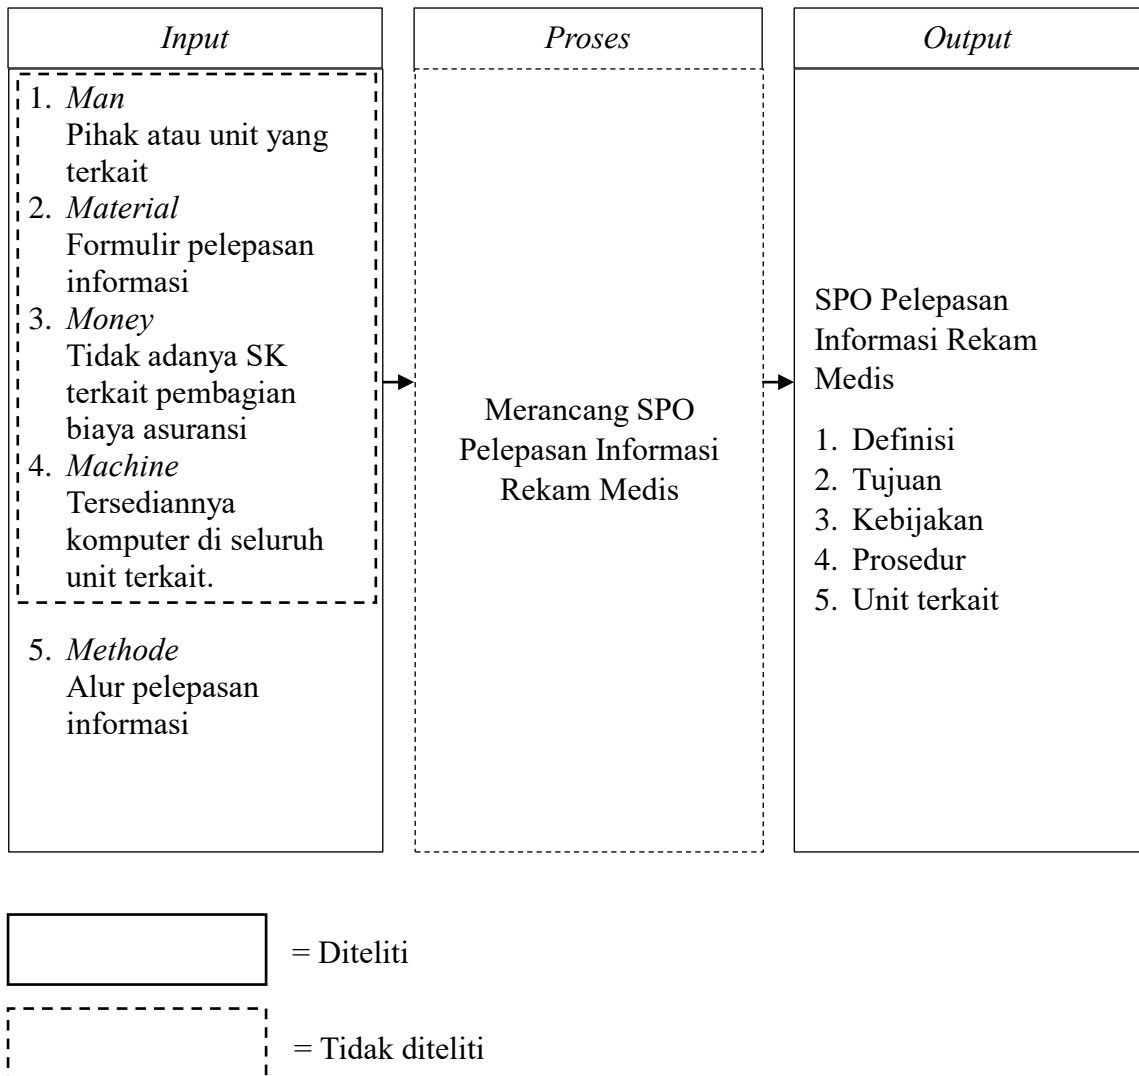 Input
Proses
Output
1. Man
Pihak atau unit yang
terkait
2. Material
Formulir pelepasan
informasi
3. Money
Tidak adanya SK
terkait pembagian
biaya asuransi
4. Machine
Tersediannya
komputer di seluruh
unit terkait.
5. Methode
Alur pelepasan
informasi
Merancang SPO
Pelepasan Informasi
Rekam Medis
SPO Pelepasan
Informasi Rekam
Medis
1. Definisi
2. Tujuan
3. Kebijakan
4. Prosedur
5. Unit terkait
= Diteliti
= Tidak diteliti